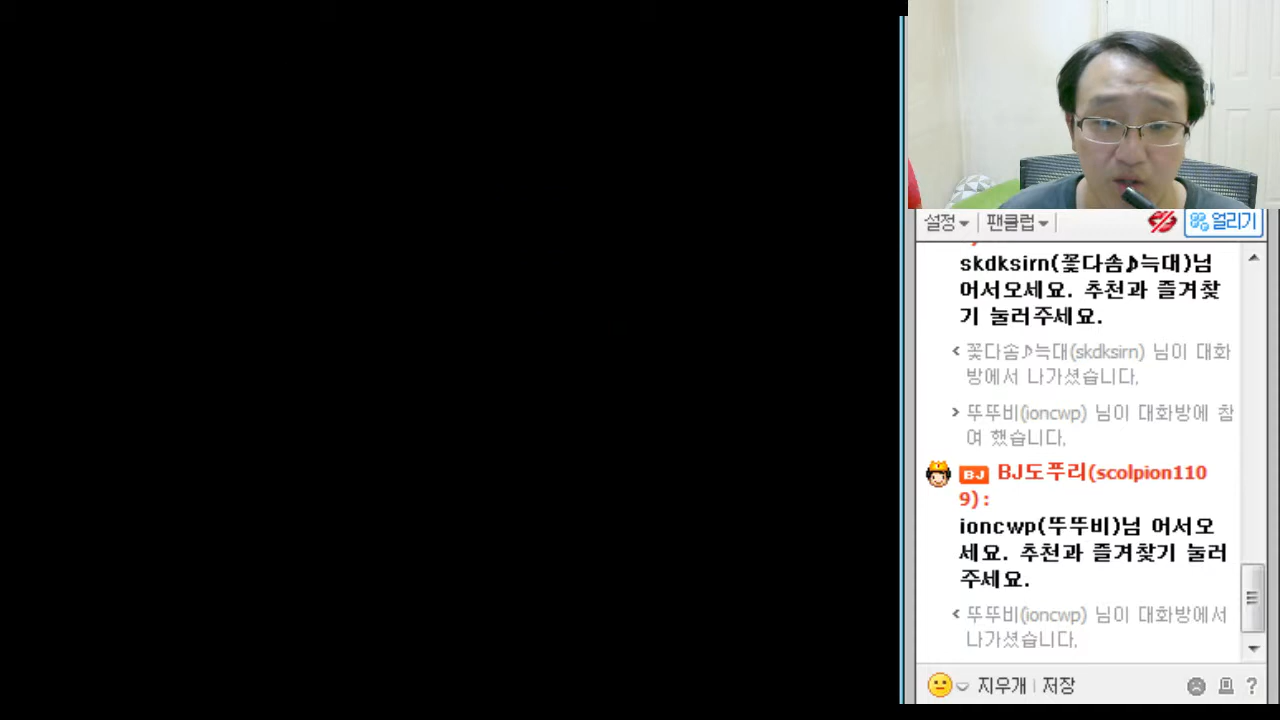 설정 팬클럽 얼리기
skdksirn(꽃다솜♪늑대)님
어서오세요. 추천과 즐겨찾
기 눌러주세요.
< 꽃다솜♪늑대(skdksirn) 님이 대화
방에서 나가셨습니다.
> 뚜뚜비(ioncwp) 님이 대화방에 참
여 했습니다.
BJ BJ도푸리(scolpion110
9) :
ioncwp(뚜뚜비)님 어서오
세요. 추천과 즐겨찾기 눌러
주세요.
< 뚜뚜비(ioncwp) 님이 대화방에서
나가셨습니다.
지우개 저장 ?